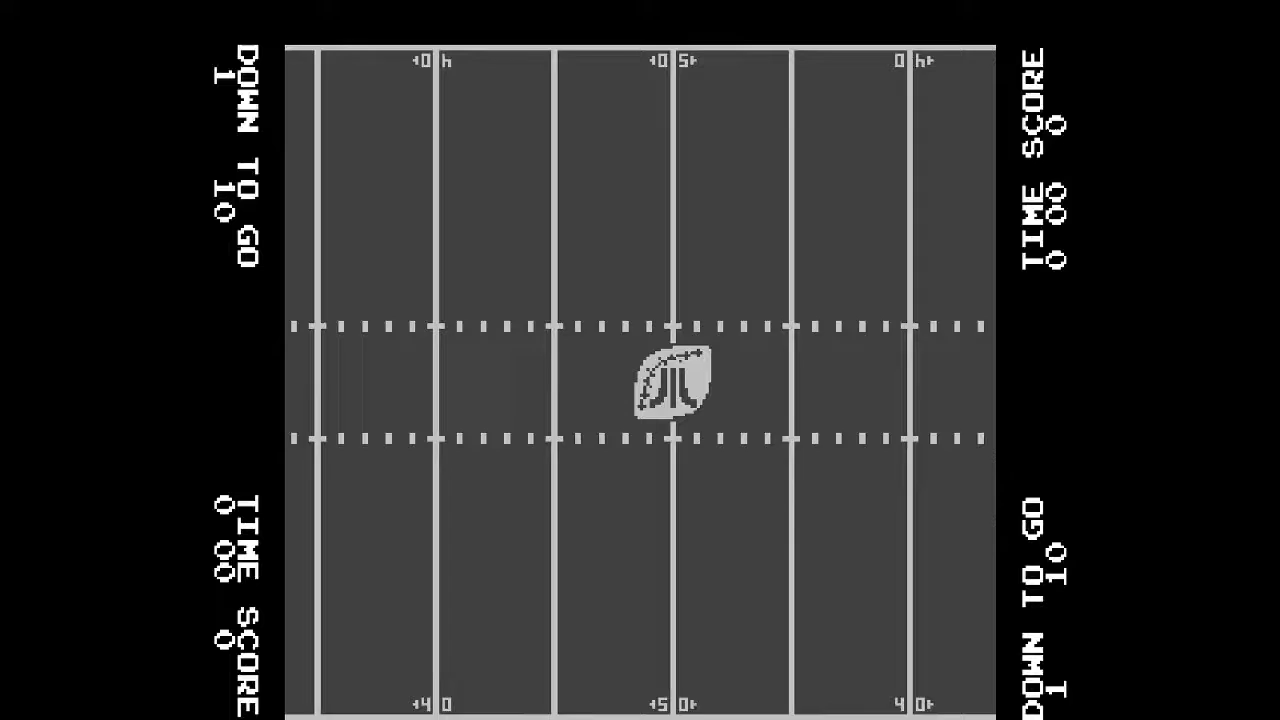 DOWN TO GO
1 10
TIME SCORE
0 00 0
◂40
◂50▸
40▸
◂40
◂50▸
40▸
TIME SCORE
0 00 0
DOWN TO GO
1 10